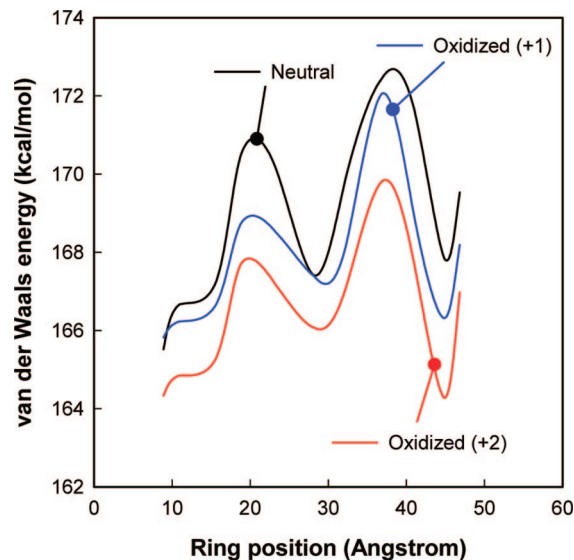 174
172
170
168
166
164
162
0
10
20
30
40
50
60
van der Waals energy (kcal/mol)
Ring position (Angstrom)
Oxidized (+1)
Neutral
Oxidized (+2)